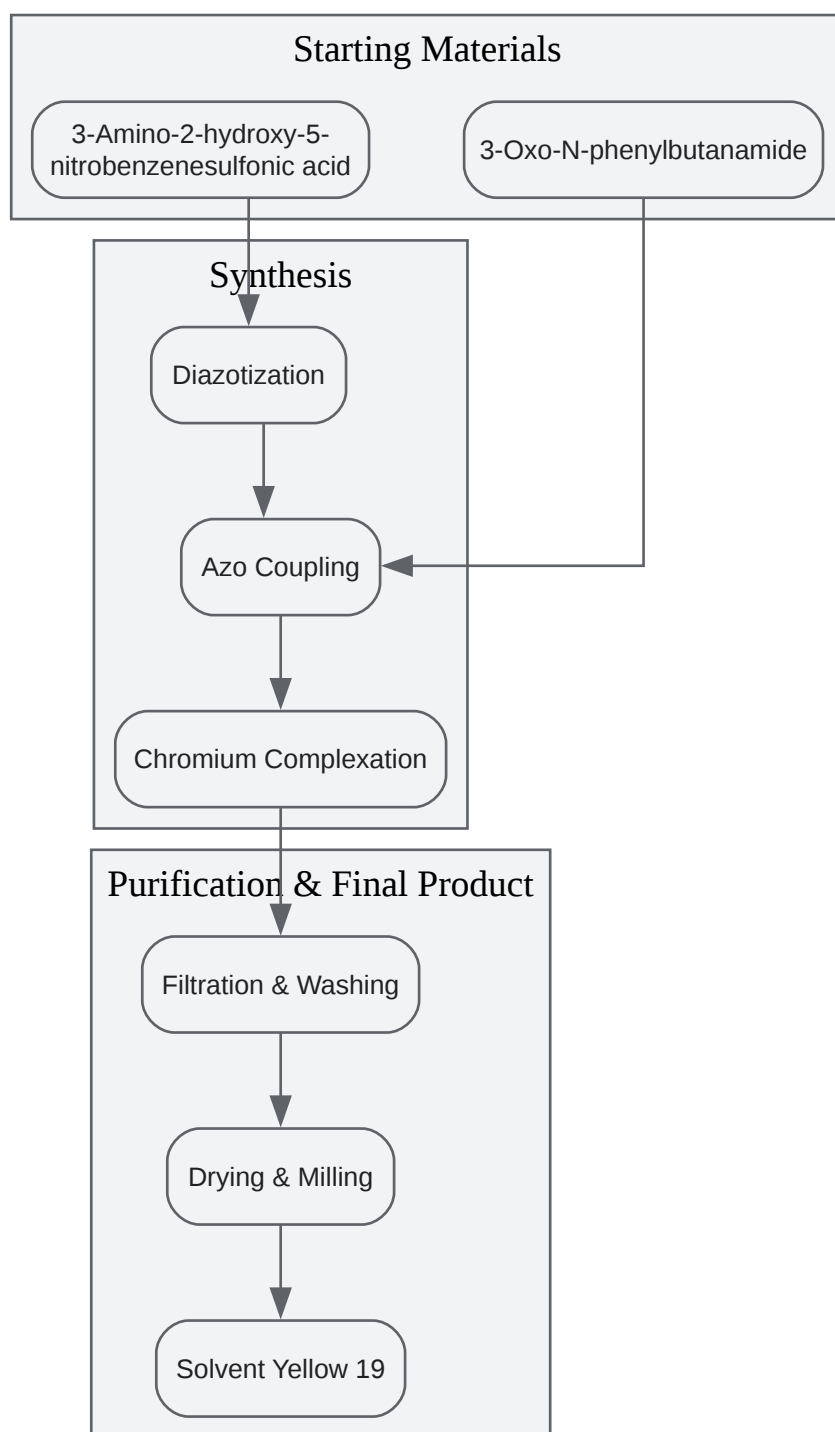 Starting Materials
3-Amino-2-hydroxy-5-
nitrobenzenesulfonic acid
3-Oxo-N-phenylbutanamide
Synthesis
Diazotization
Azo Coupling
Chromium Complexation
Purification & Final Product
Filtration & Washing
Drying & Milling
Solvent Yellow 19